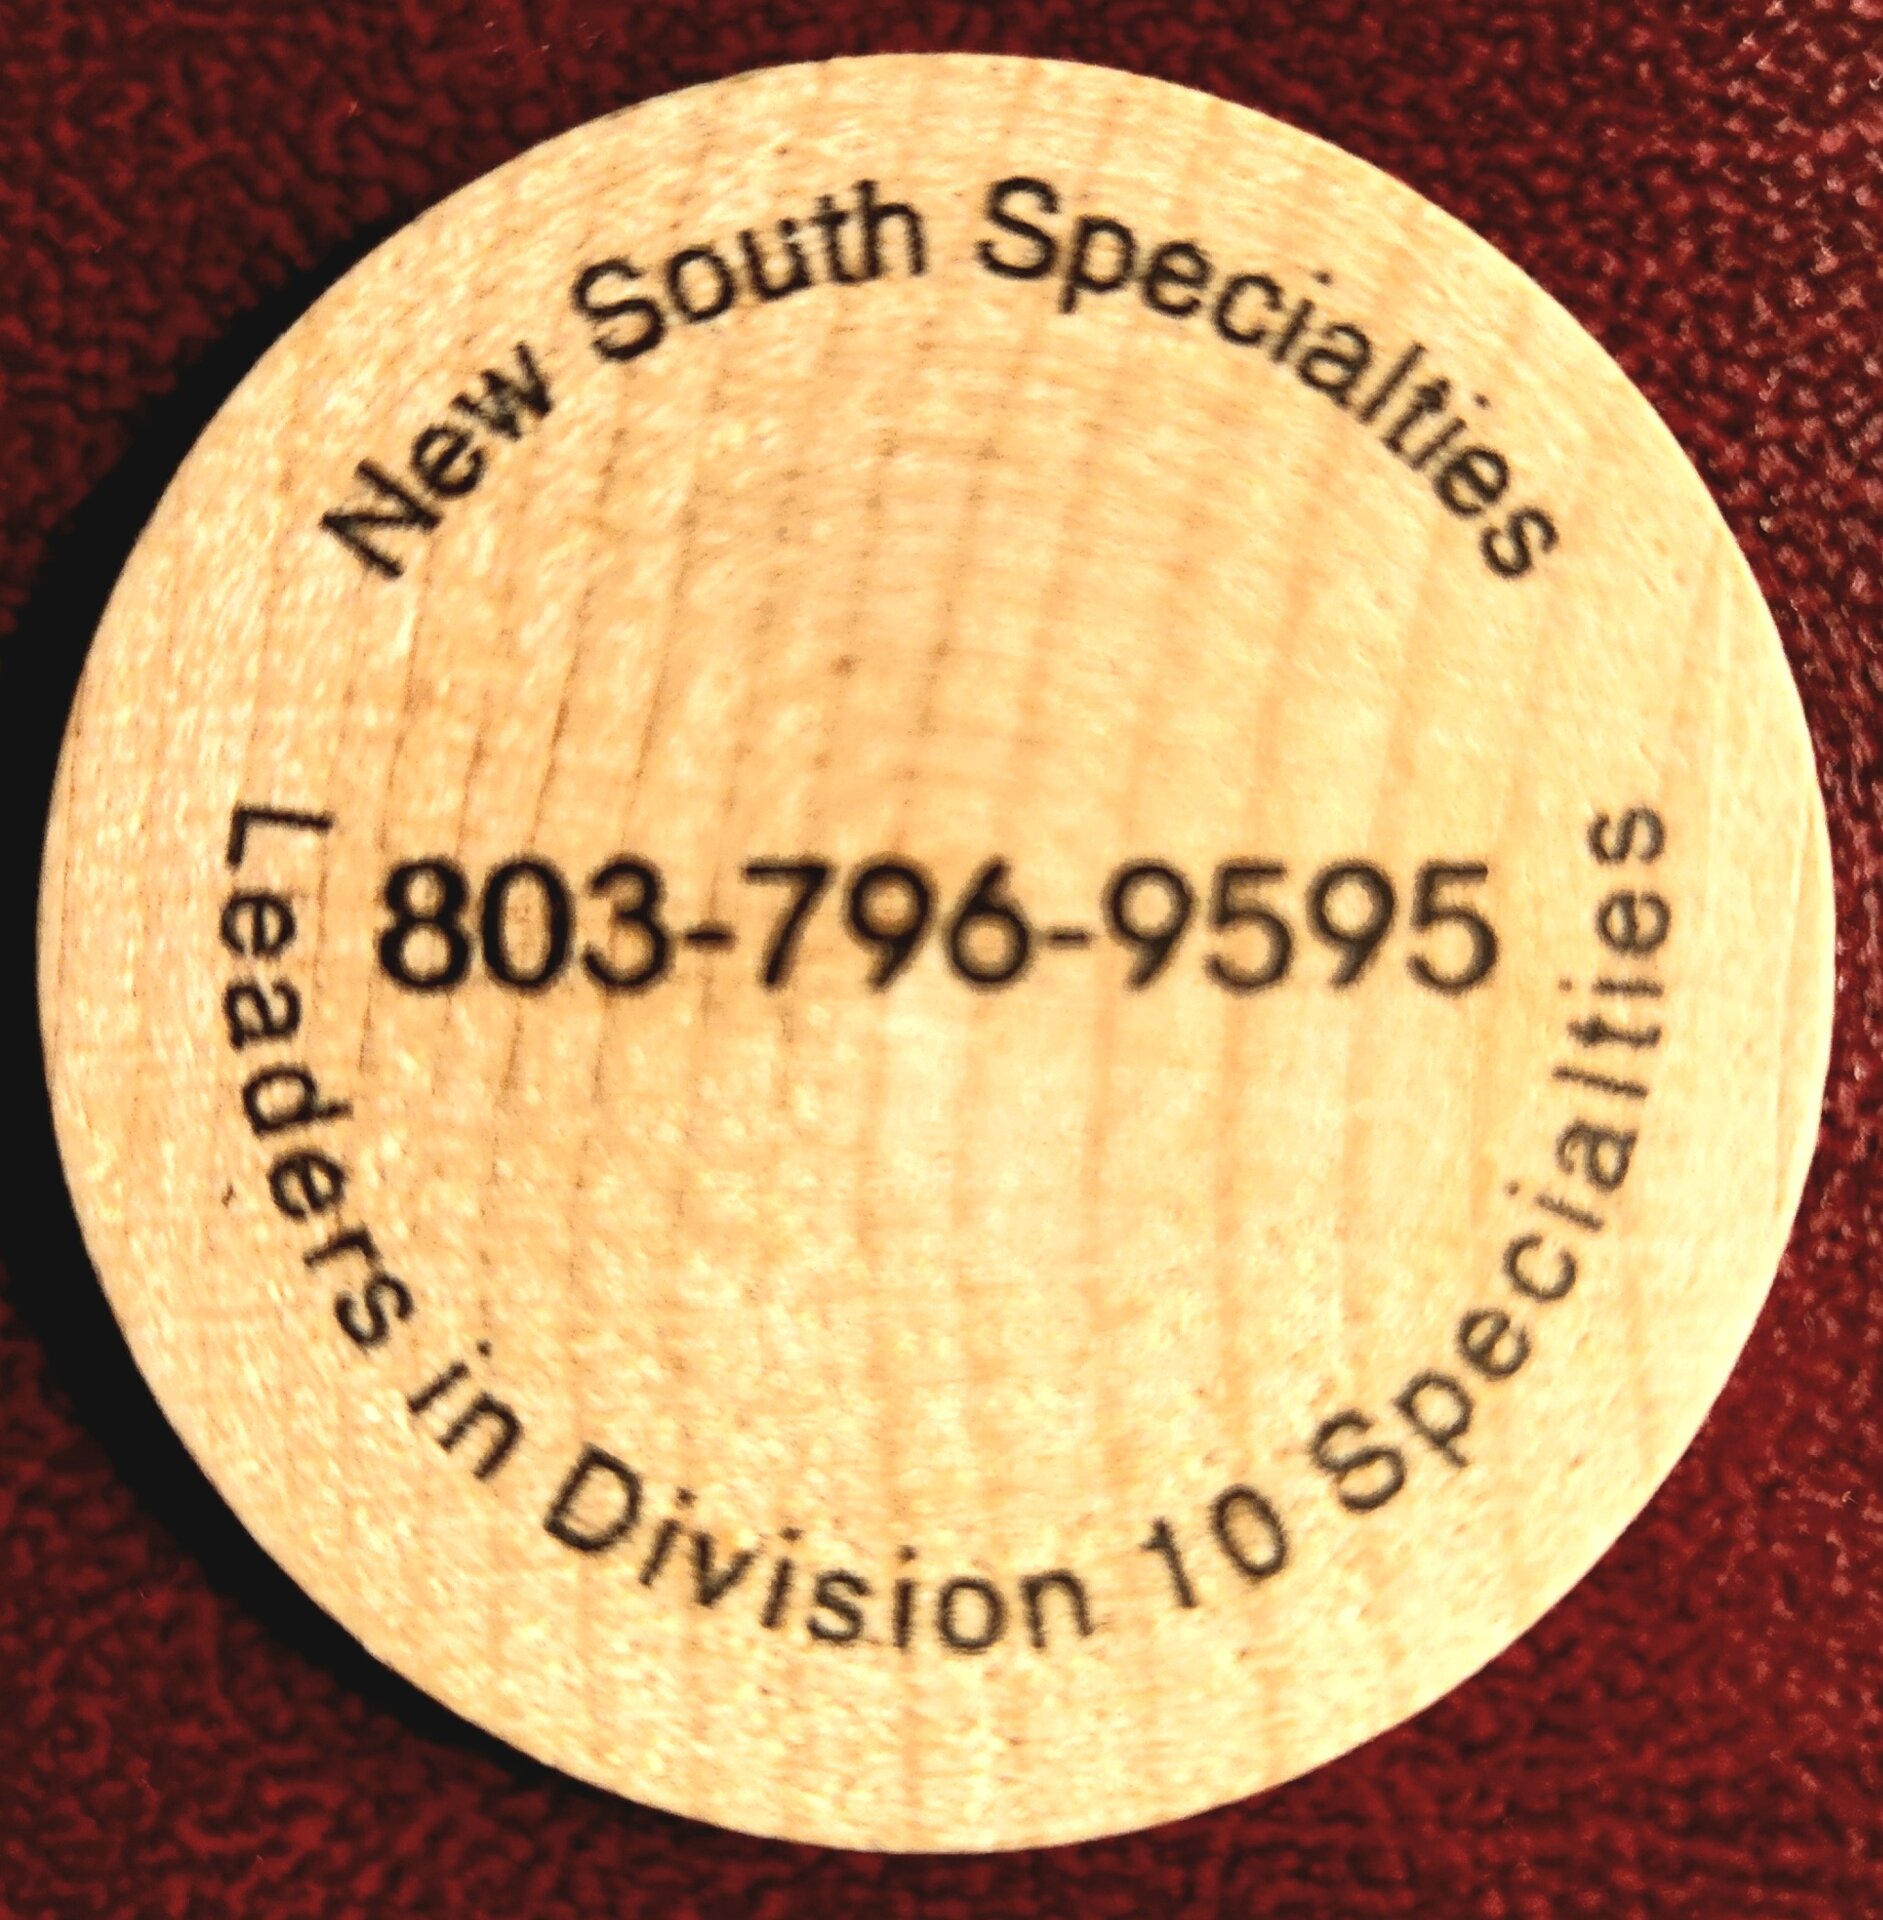 New South Specialties
803-796-9595
Leaders in Division 10 Specialties